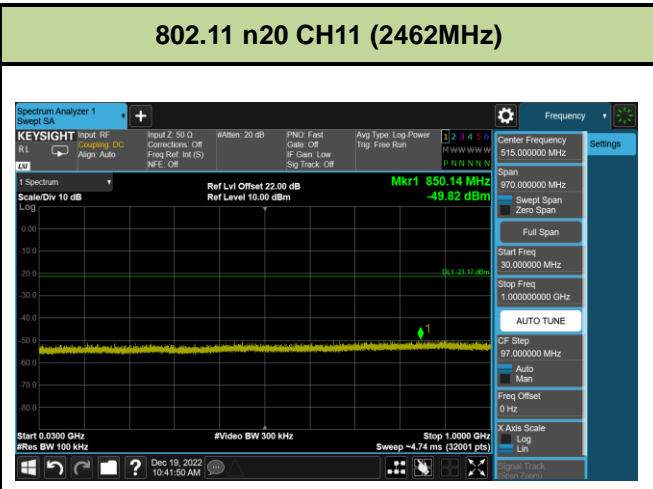 802.11 n20 CH11 (2462MHz)
Spectrum Analyzer 1
Swept SA
Frequency
KEYSIGHT
RL
LXI
Input: RF
Coupling: DC
Align: Auto
Input Z: 50 Ω
Corrections: Off
Freq Ref: Int (S)
NFE: Off
#Atten: 20 dB
PNO: Fast
Gate: Off
IF Gain: Low
Sig Track: Off
Avg Type: Log-Power
Trig: Free Run
1 2 3 4 5 6
M W W W W W
P N N N N N
Center Frequency
515.000000 MHz
Settings
1 Spectrum
Scale/Div 10 dB
Ref Lvl Offset 22.00 dB
Ref Level 10.00 dBm
Mkr1 850.14 MHz
-49.82 dBm
Log
0.00
-10.0
-20.0
-30.0
-40.0
-50.0
-60.0
-70.0
-80.0
DL1 -21.17 dBm
1
Start 0.0300 GHz
#Res BW 100 kHz
#Video BW 300 kHz
Stop 1.0000 GHz
Sweep ~4.74 ms (32001 pts)
Span
970.000000 MHz
Swept Span
Zero Span
Full Span
Start Freq
30.000000 MHz
Stop Freq
1.000000000 GHz
AUTO TUNE
CF Step
97.000000 MHz
Auto
Man
Freq Offset
0 Hz
X Axis Scale
Log
Lin
Signal Track
(Span Zoom)
?
Dec 19, 2022
10:41:50 AM